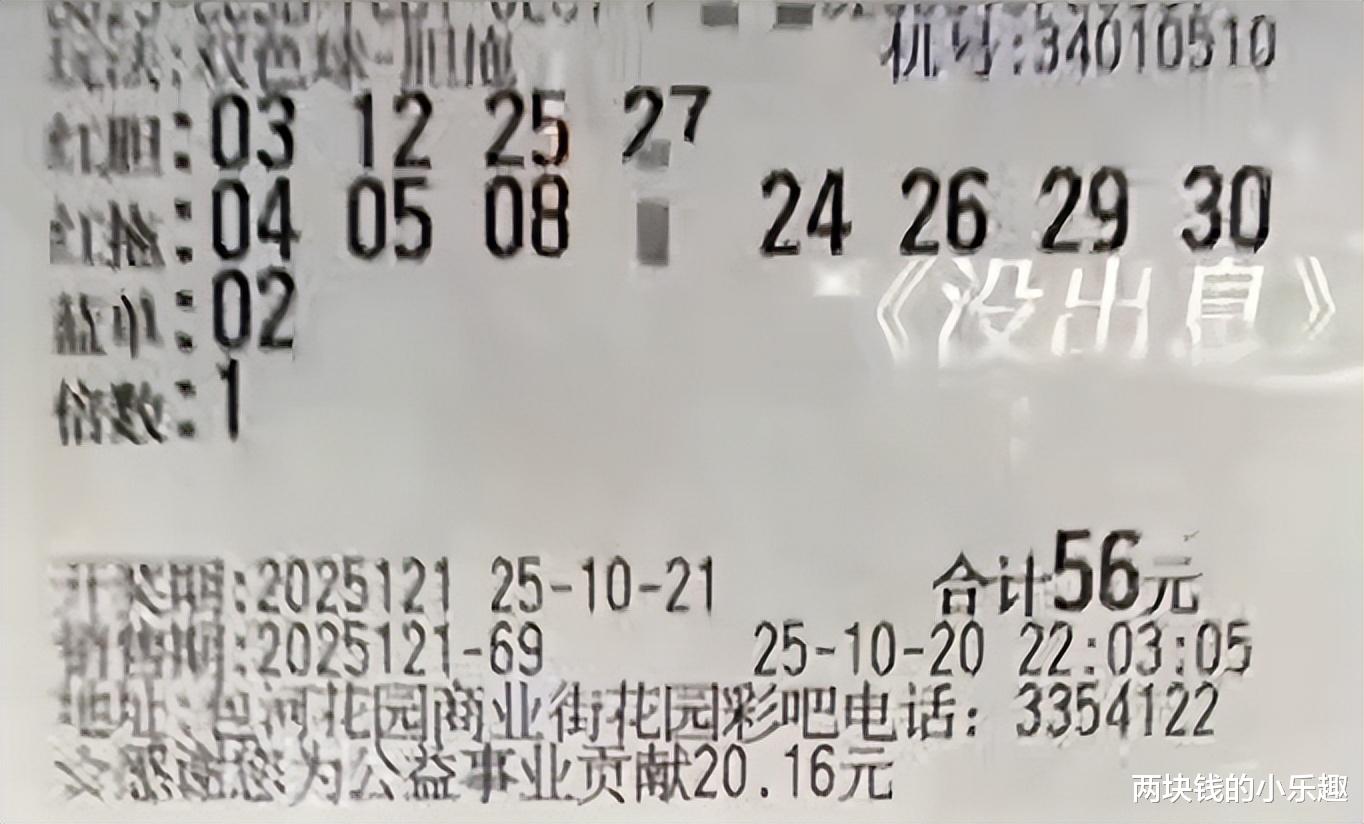 机号:34010510
红胆:03 12 25 27
红拖:04 05 08 24 26 29 30
蓝单:02
《没出息》
倍数:1
开奖期:2025121 25-10-21 合计56元
销售期:2025121-69 25-10-20 22:03:05
地址:包河花园商业街花园彩吧电话: 3354122
为公益事业贡献20.16元
两块钱的小乐趣